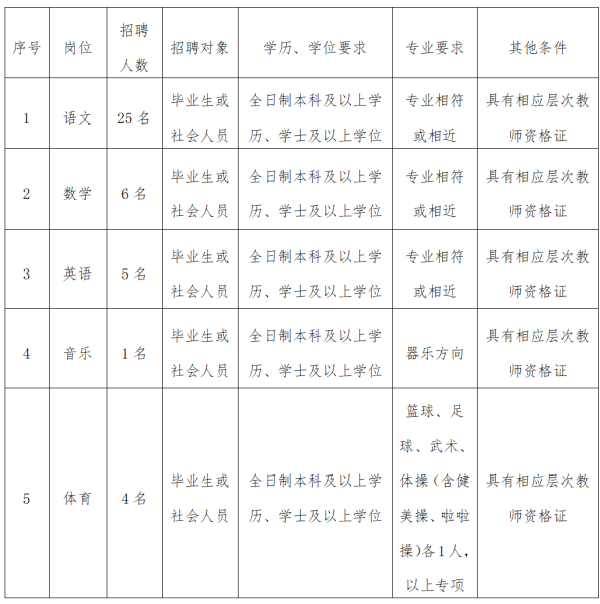 序号
岗位
招聘
人数
招聘对象
学历、学位要求
专业要求
其他条件
1
语文
25 名
毕业生或
社会人员
全日制本科及以上学
历、学士及以上学位
专业相符
或相近
具有相应层次教
师资格证
2
数学
6 名
毕业生或
社会人员
全日制本科及以上学
历、学士及以上学位
专业相符
或相近
具有相应层次教
师资格证
3
英语
5 名
毕业生或
社会人员
全日制本科及以上学
历、学士及以上学位
专业相符
或相近
具有相应层次教
师资格证
4
音乐
1 名
毕业生或
社会人员
全日制本科及以上学
历、学士及以上学位
器乐方向
具有相应层次教
师资格证
5
体育
4 名
毕业生或
社会人员
全日制本科及以上学
历、学士及以上学位
篮球、足
球、武术、
体操(含健
美操、啦啦
操)各1人,
以上专项
具有相应层次教
师资格证